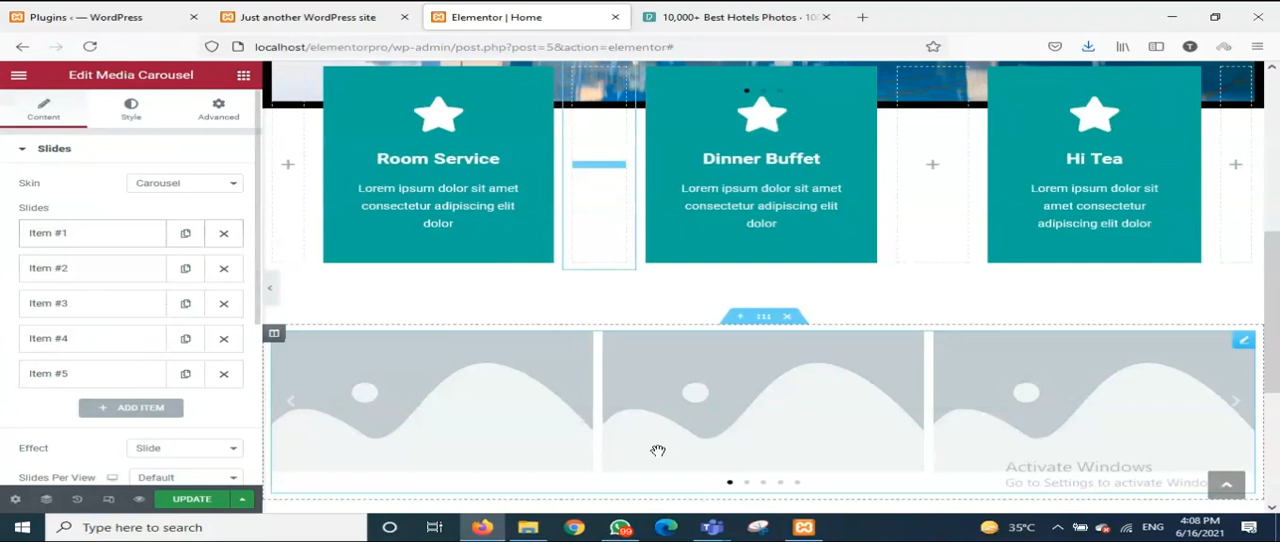 Plugins ‹ — WordPress
Just another WordPress site
Elementor | Home
10,000+ Best Hotels Photos · 100
localhost/elementorpro/wp-admin/post.php?post=5&action=elementor#
Edit Media Carousel
Content
Style
Advanced
Slides
Skin
Carousel
Slides
Item #1
Item #2
Item #3
Item #4
Item #5
ADD ITEM
Effect
Slide
Slides Per View
Default
UPDATE
Room Service
Lorem ipsum dolor sit amet
consectetur adipiscing elit
dolor
Dinner Buffet
Lorem ipsum dolor sit amet
consectetur adipiscing elit
dolor
Hi Tea
Lorem ipsum dolor sit
amet consectetur
adipiscing elit dolor
Activate Windows
Go to Settings to activate Windo
Type here to search
99
35°C
ENG
4:08 PM
6/16/2021